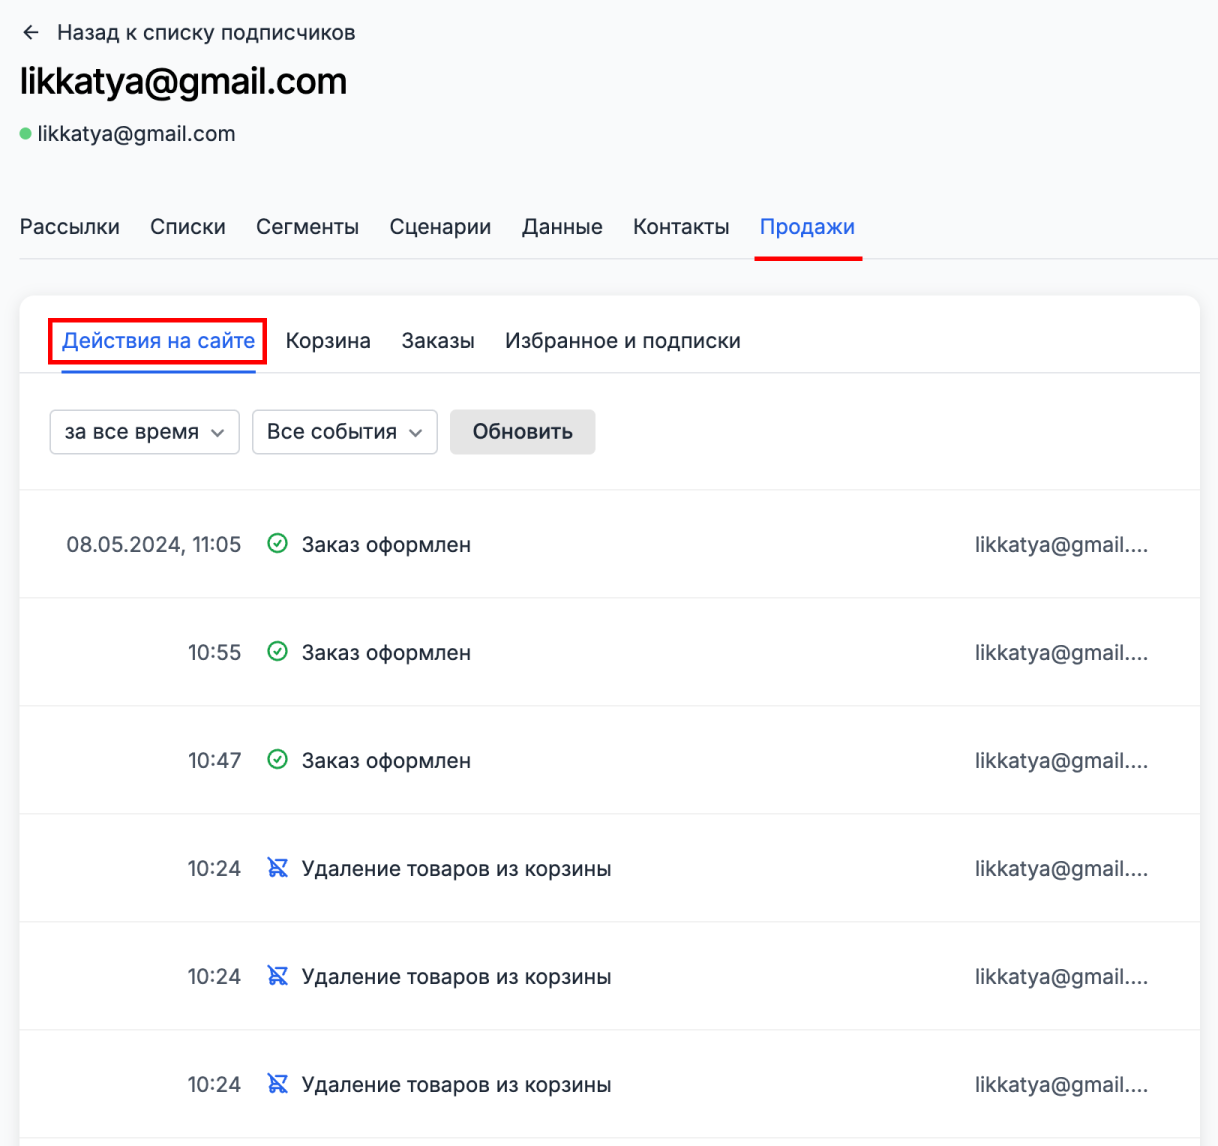 Назад к списку подписчиков
likkatya@gmail.com
likkatya@gmail.com
Рассылки Списки Сегменты Сценарии Данные Контакты Продажи
Действия на сайте Корзина Заказы Избранное и подписки
за все время Все события Обновить
08.05.2024, 11:05 Заказ оформлен likkatya@gmail....
10:55 Заказ оформлен likkatya@gmail....
10:47 Заказ оформлен likkatya@gmail....
10:24 Удаление товаров из корзины likkatya@gmail....
10:24 Удаление товаров из корзины likkatya@gmail....
10:24 Удаление товаров из корзины likkatya@gmail....